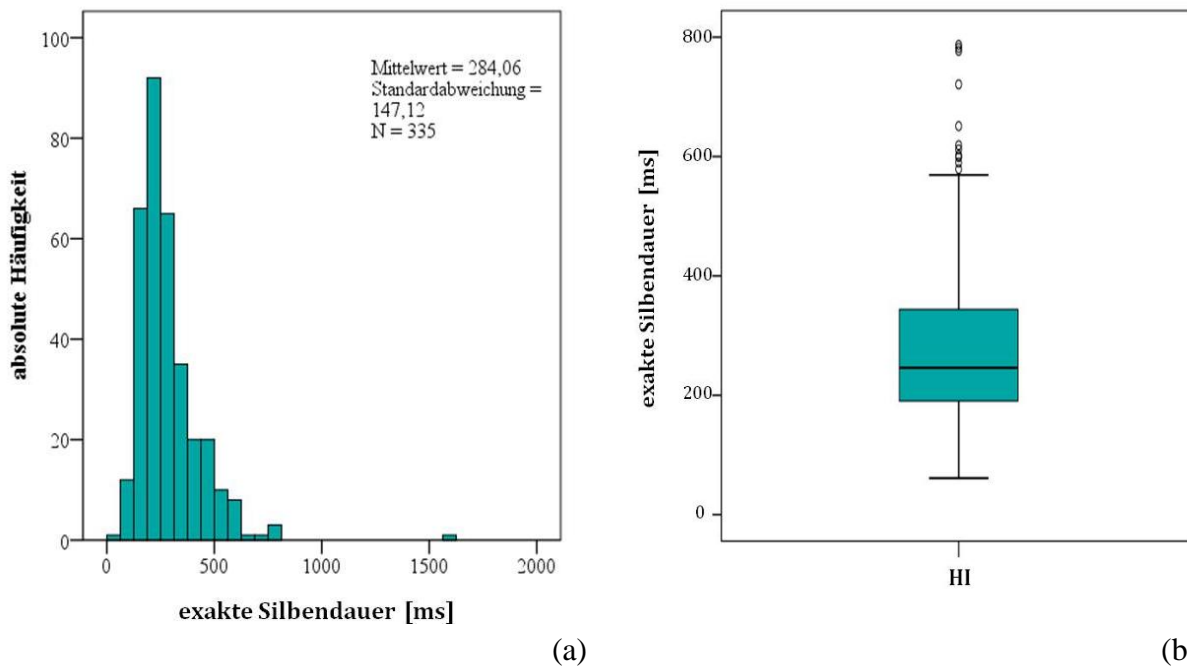 100
80
60
40
20
0
absolute Häufigkeit
Mittelwert = 284,06
Standardabweichung =
147,12
N = 335
0 500 1000 1500 2000
exakte Silbendauer [ms]
(a)
800
600
400
200
0
exakte Silbendauer [ms]
HI
(b